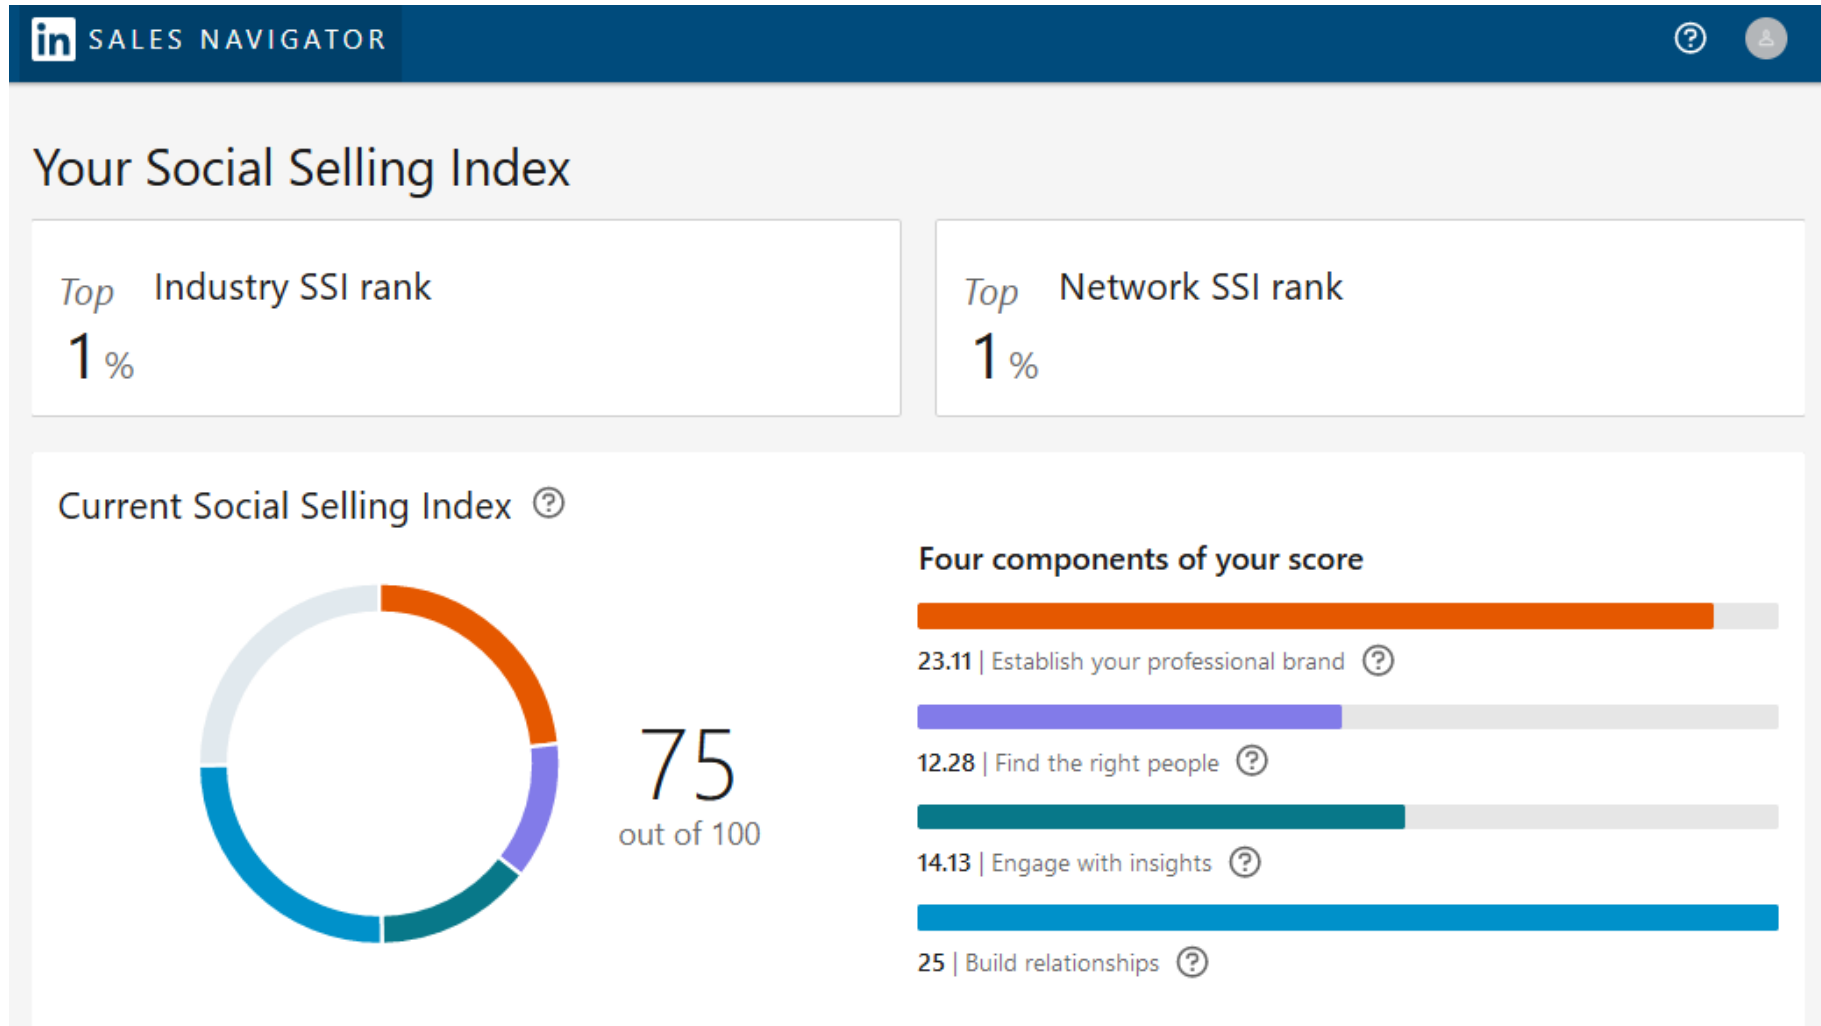 in SALES NAVIGATOR
Your Social Selling Index
Top Industry SSI rank
1 %
Top Network SSI rank
1 %
Current Social Selling Index ?
75
out of 100
Four components of your score
23.11 | Establish your professional brand ?
12.28 | Find the right people ?
14.13 | Engage with insights ?
25 | Build relationships ?